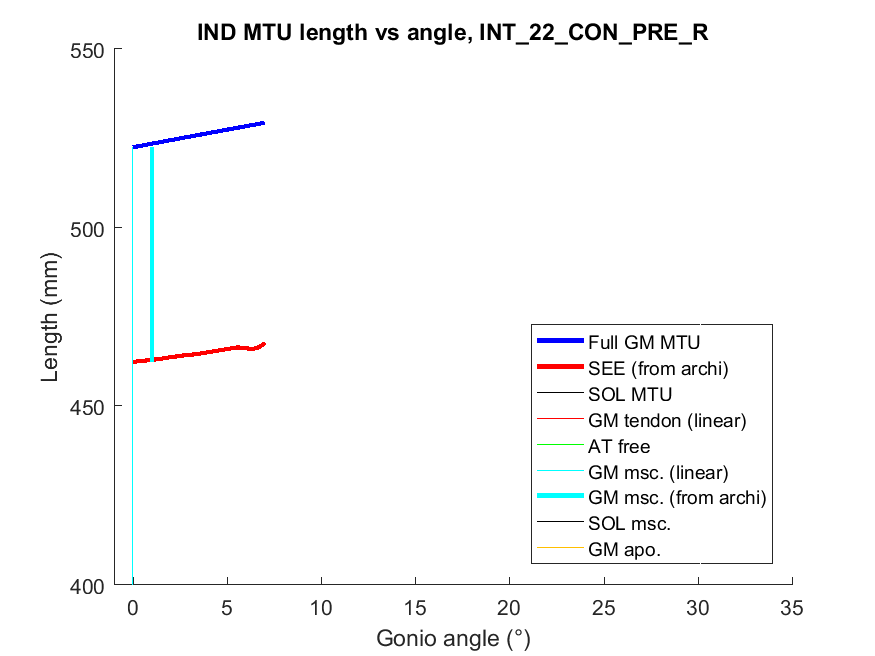 IND MTU length vs angle, INT_22_CON_PRE_R
550
500
450
400
Length (mm)
Full GM MTU
SEE (from archi)
SOL MTU
GM tendon (linear)
AT free
GM msc. (linear)
GM msc. (from archi)
SOL msc.
GM apo.
0 5 10 15 20 25 30 35
Gonio angle (°)